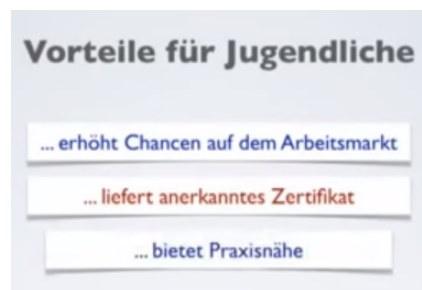 Vorteile für Jugendliche
... erhöht Chancen auf dem Arbeitsmarkt
... liefert anerkanntes Zertifikat
... bietet Praxisnähe